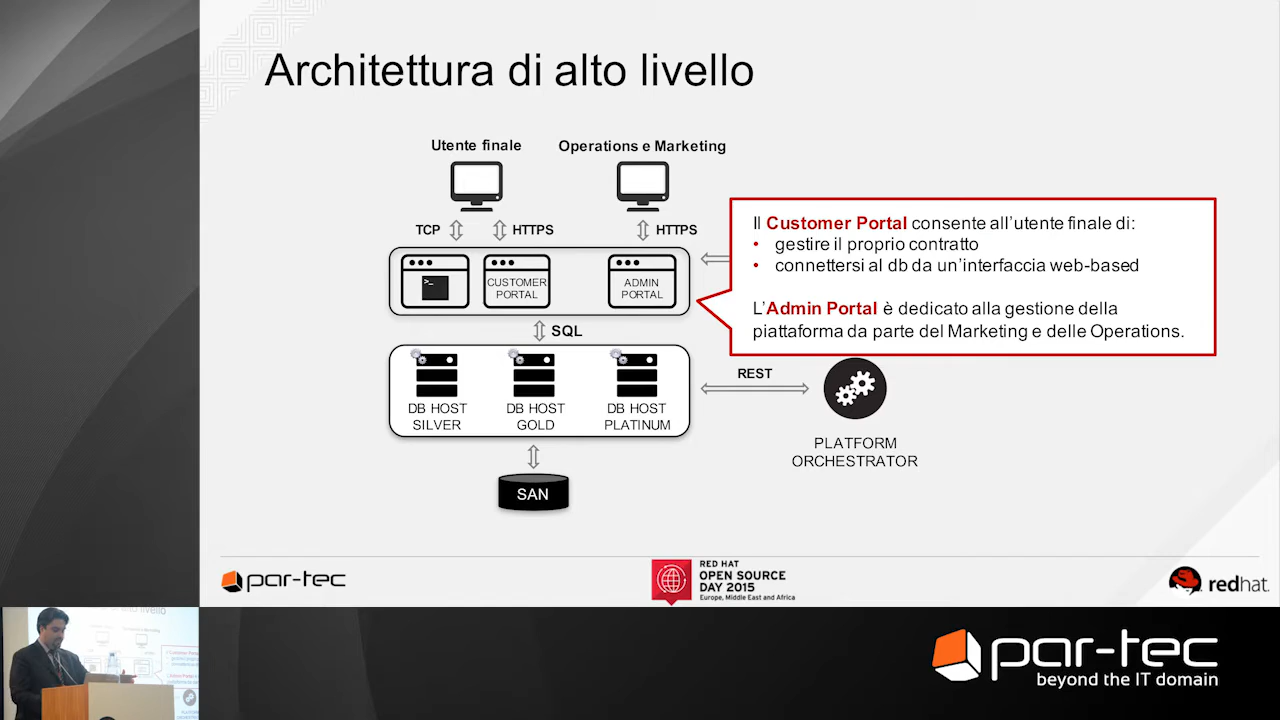 Architettura di alto livello
Utente finale
Operations e Marketing
TCP
HTTPS
HTTPS
>_
CUSTOMER
PORTAL
ADMIN
PORTAL
Il Customer Portal consente all'utente finale di:
• gestire il proprio contratto
• connettersi al db da un'interfaccia web-based
L'Admin Portal è dedicato alla gestione della
piattaforma da parte del Marketing e delle Operations.
SQL
DB HOST
SILVER
DB HOST
GOLD
DB HOST
PLATINUM
REST
PLATFORM
ORCHESTRATOR
SAN
par-tec
RED HAT
OPEN SOURCE
DAY 2015
Europe, Middle East and Africa
redhat.
par-tec
beyond the IT domain